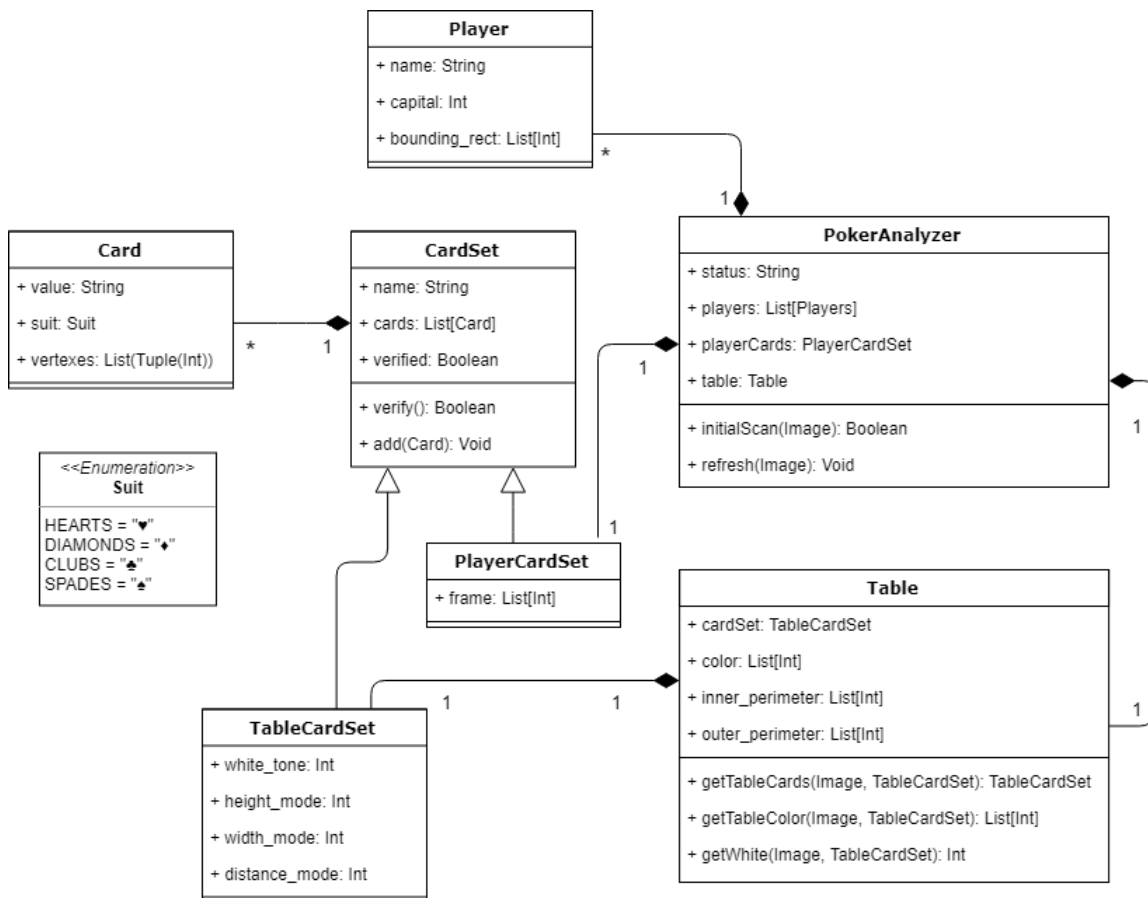 Player
+ name: String
+ capital: Int
+ bounding_rect: List[Int]
*
1
Card
+ value: String
+ suit: Suit
+ vertexes: List(Tuple(Int))
*
1
CardSet
+ name: String
+ cards: List[Card]
+ verified: Boolean
+ verify(): Boolean
+ add(Card): Void
PokerAnalyzer
+ status: String
+ players: List[Players]
+ playerCards: PlayerCardSet
+ table: Table
+ initialScan(Image): Boolean
+ refresh(Image): Void
1
1
1
<<Enumeration>>
Suit
HEARTS = "♥"
DIAMONDS = "♦"
CLUBS = "♣"
SPADES = "♠"
PlayerCardSet
+ frame: List[Int]
Table
+ cardSet: TableCardSet
+ color: List[Int]
+ inner_perimeter: List[Int]
+ outer_perimeter: List[Int]
+ getTableCards(Image, TableCardSet): TableCardSet
+ getTableColor(Image, TableCardSet): List[Int]
+ getWhite(Image, TableCardSet): Int
1
1
1
TableCardSet
+ white_tone: Int
+ height_mode: Int
+ width_mode: Int
+ distance_mode: Int